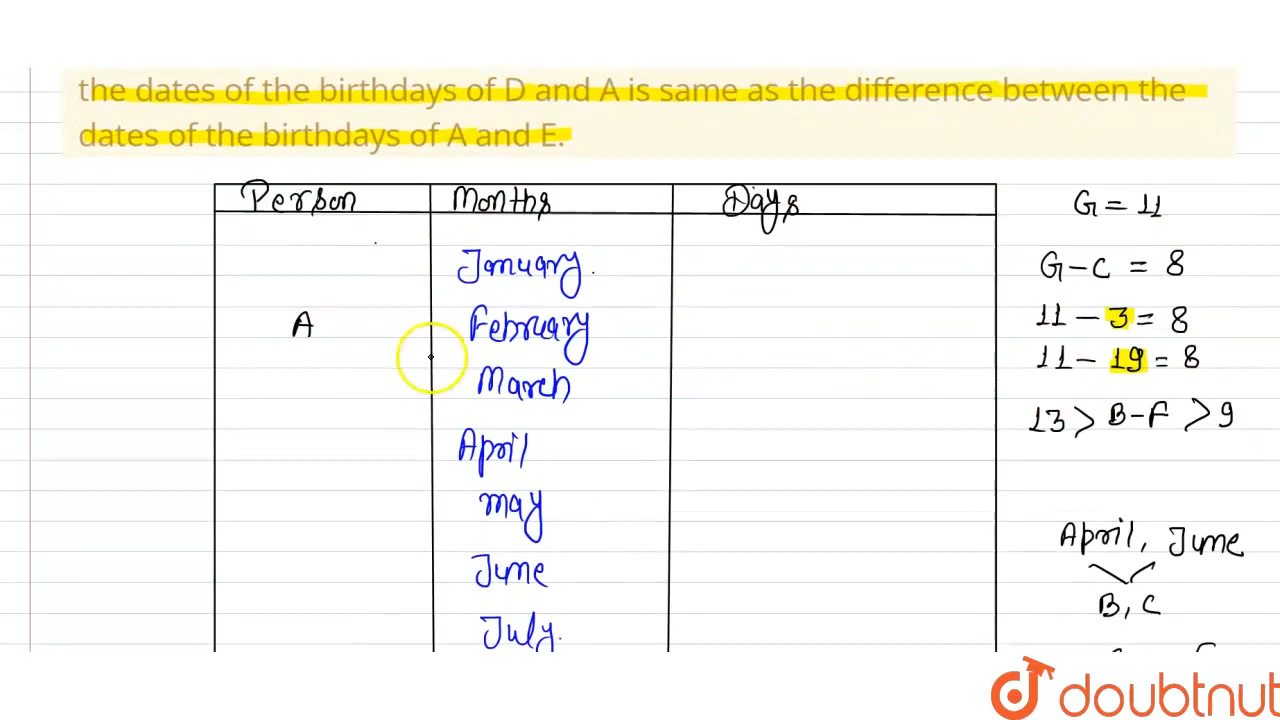 the dates of the birthdays of D and A is same as the difference between the
dates of the birthdays of A and E.
Person Months Days
January.
A February
March
April
May
June
July.
G = 11
G - C = 8
11 - 3 = 8
11 - 19 = 8
13 > B - F > 9
April, June
B, C
doubtnut